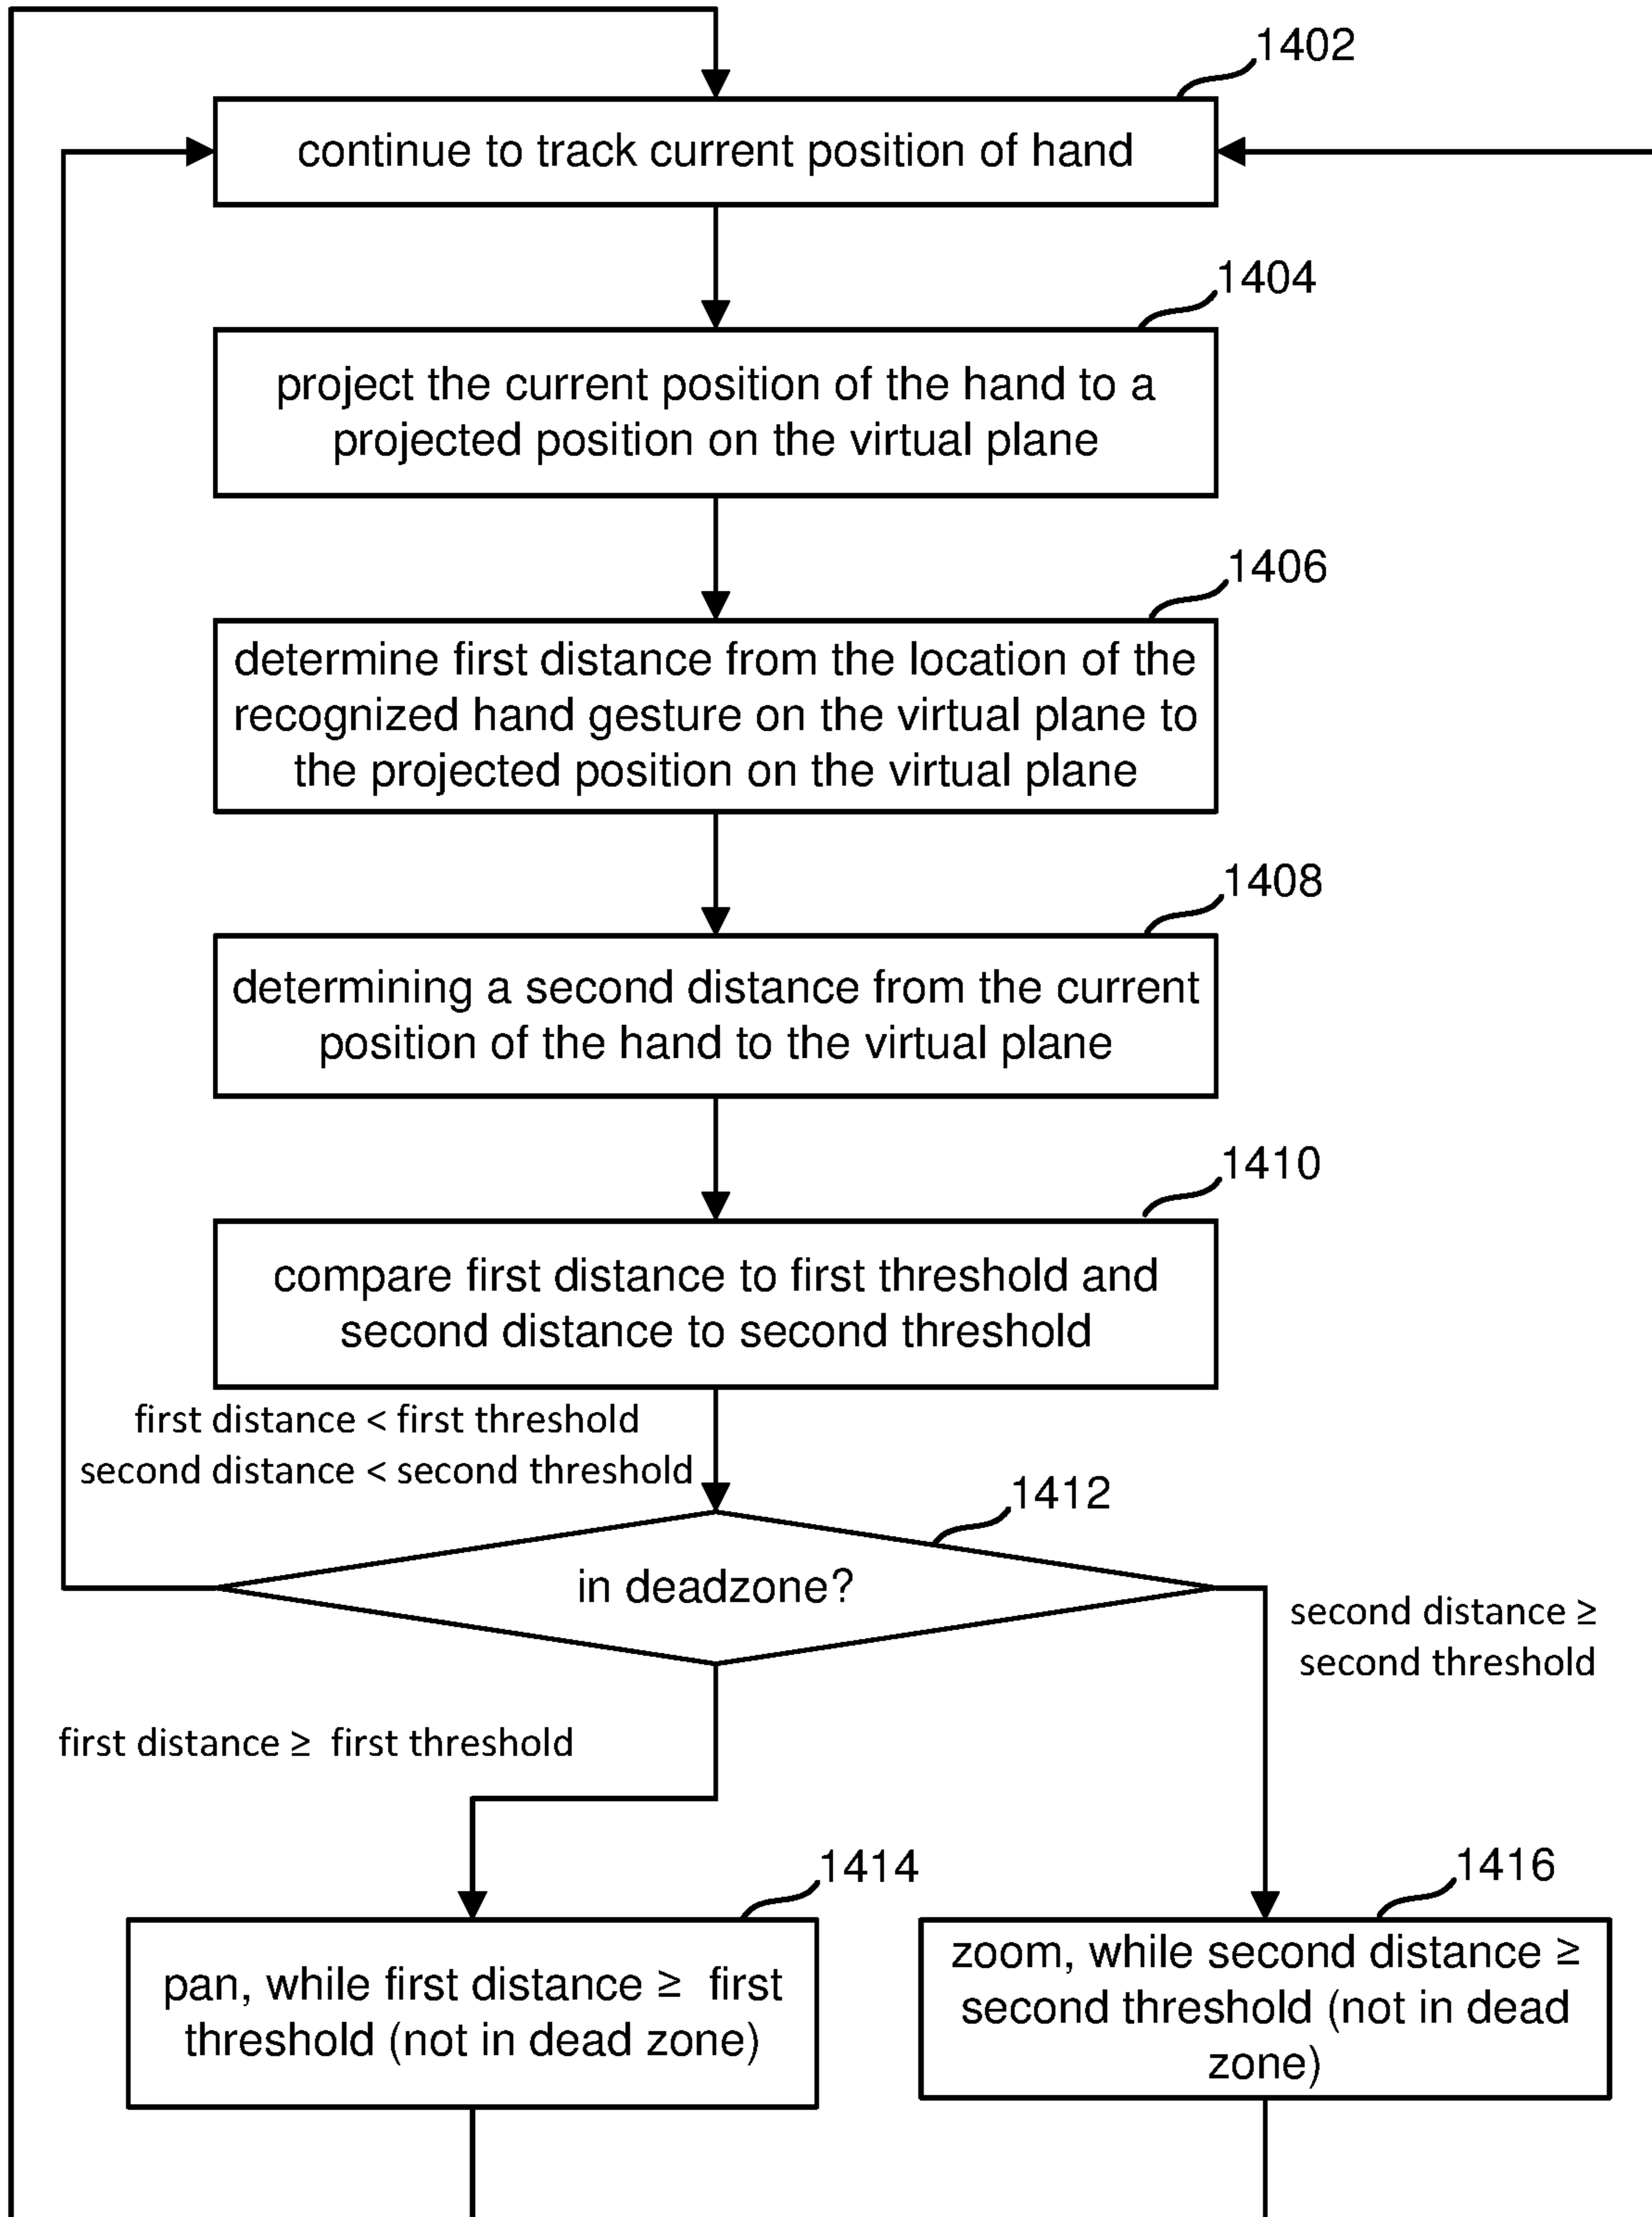 1402
continue to track current position of hand
1404
project the current position of the hand to a
projected position on the virtual plane
1406
determine first distance from the location of the
recognized hand gesture on the virtual plane to
the projected position on the virtual plane
1408
determining a second distance from the current
position of the hand to the virtual plane
1410
compare first distance to first threshold and
second distance to second threshold
first distance < first threshold
second distance < second threshold
1412
in deadzone?
second distance ≥
second threshold
first distance ≥ first threshold
1414
pan, while first distance ≥ first
threshold (not in dead zone)
1416
zoom, while second distance ≥
second threshold (not in dead
zone)